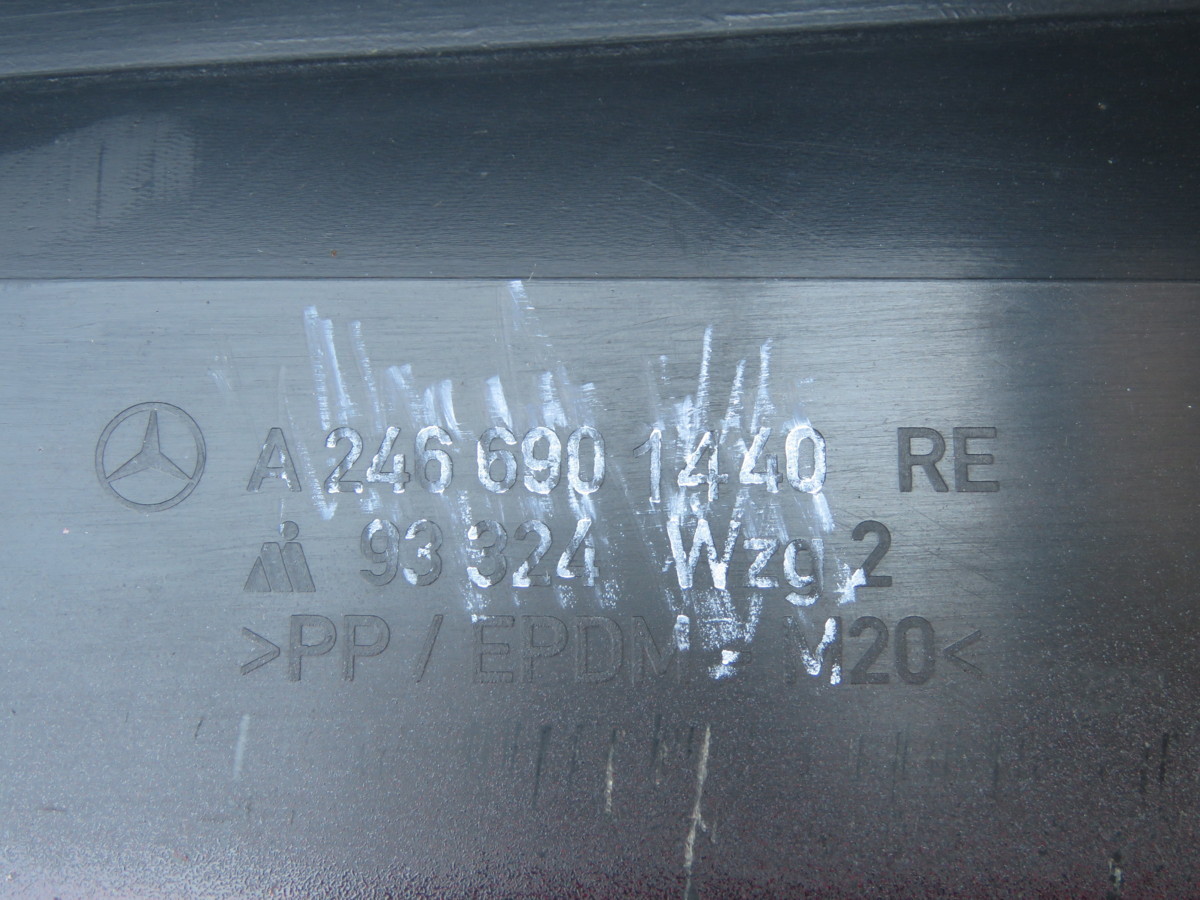 A 246 690 1440 RE
93 324 Wzg 2
>PP / EPDM - M20<